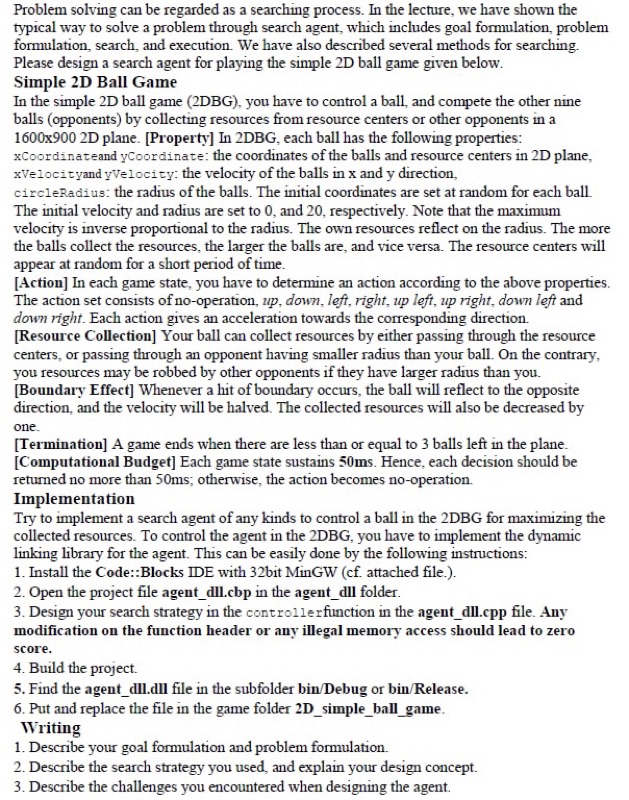 Problem solving can be regarded as a searching process. In the lecture, we have shown the
typical way to solve a problem through search agent, which includes goal formulation, problem
formulation, search, and execution. We have also described several methods for searching.
Please design a search agent for playing the simple 2D ball game given below.
Simple 2D Ball Game
In the simple 2D ball game (2DBG), you have to control a ball, and compete the other nine
balls (opponents) by collecting resources from resource centers or other opponents in a
1600x900 2D plane. [Property] In 2DBG, each ball has the following properties:
xCoordinateand yCoordinate: the coordinates of the balls and resource centers in 2D plane,
xVelocityand yVelocity: the velocity of the balls in x and y direction,
circleRadius: the radius of the balls. The initial coordinates are set at random for each ball.
The initial velocity and radius are set to 0, and 20, respectively. Note that the maximum
velocity is inverse proportional to the radius. The own resources reflect on the radius. The more
the balls collect the resources, the larger the balls are, and vice versa. The resource centers will
appear at random for a short period of time.
[Action] In each game state, you have to determine an action according to the above properties.
The action set consists of no-operation, up, down, left, right, up left, up right, down left and
down right. Each action gives an acceleration towards the corresponding direction.
[Resource Collection] Your ball can collect resources by either passing through the resource
centers, or passing through an opponent having smaller radius than your ball. On the contrary,
you resources may be robbed by other opponents if they have larger radius than you.
[Boundary Effect] Whenever a hit of boundary occurs, the ball will reflect to the opposite
direction, and the velocity will be halved. The collected resources will also be decreased by
one.
[Termination] A game ends when there are less than or equal to 3 balls left in the plane.
[Computational Budget] Each game state sustains 50ms. Hence, each decision should be
returned no more than 50ms; otherwise, the action becomes no-operation.
Implementation
Try to implement a search agent of any kinds to control a ball in the 2DBG for maximizing the
collected resources. To control the agent in the 2DBG, you have to implement the dynamic
linking library for the agent. This can be easily done by the following instructions:
1. Install the Code::Blocks IDE with 32bit MinGW (cf. attached file.).
2. Open the project file agent_dll.cbp in the agent_dll folder.
3. Design your search strategy in the controllerfunction in the agent_dll.cpp file. Any
modification on the function header or any illegal memory access should lead to zero
score.
4. Build the project.
5. Find the agent_dll.dll file in the subfolder bin/Debug or bin/Release.
6. Put and replace the file in the game folder 2D_simple_ball_game.
Writing
1. Describe your goal formulation and problem formulation.
2. Describe the search strategy you used, and explain your design concept.
3. Describe the challenges you encountered when designing the agent.